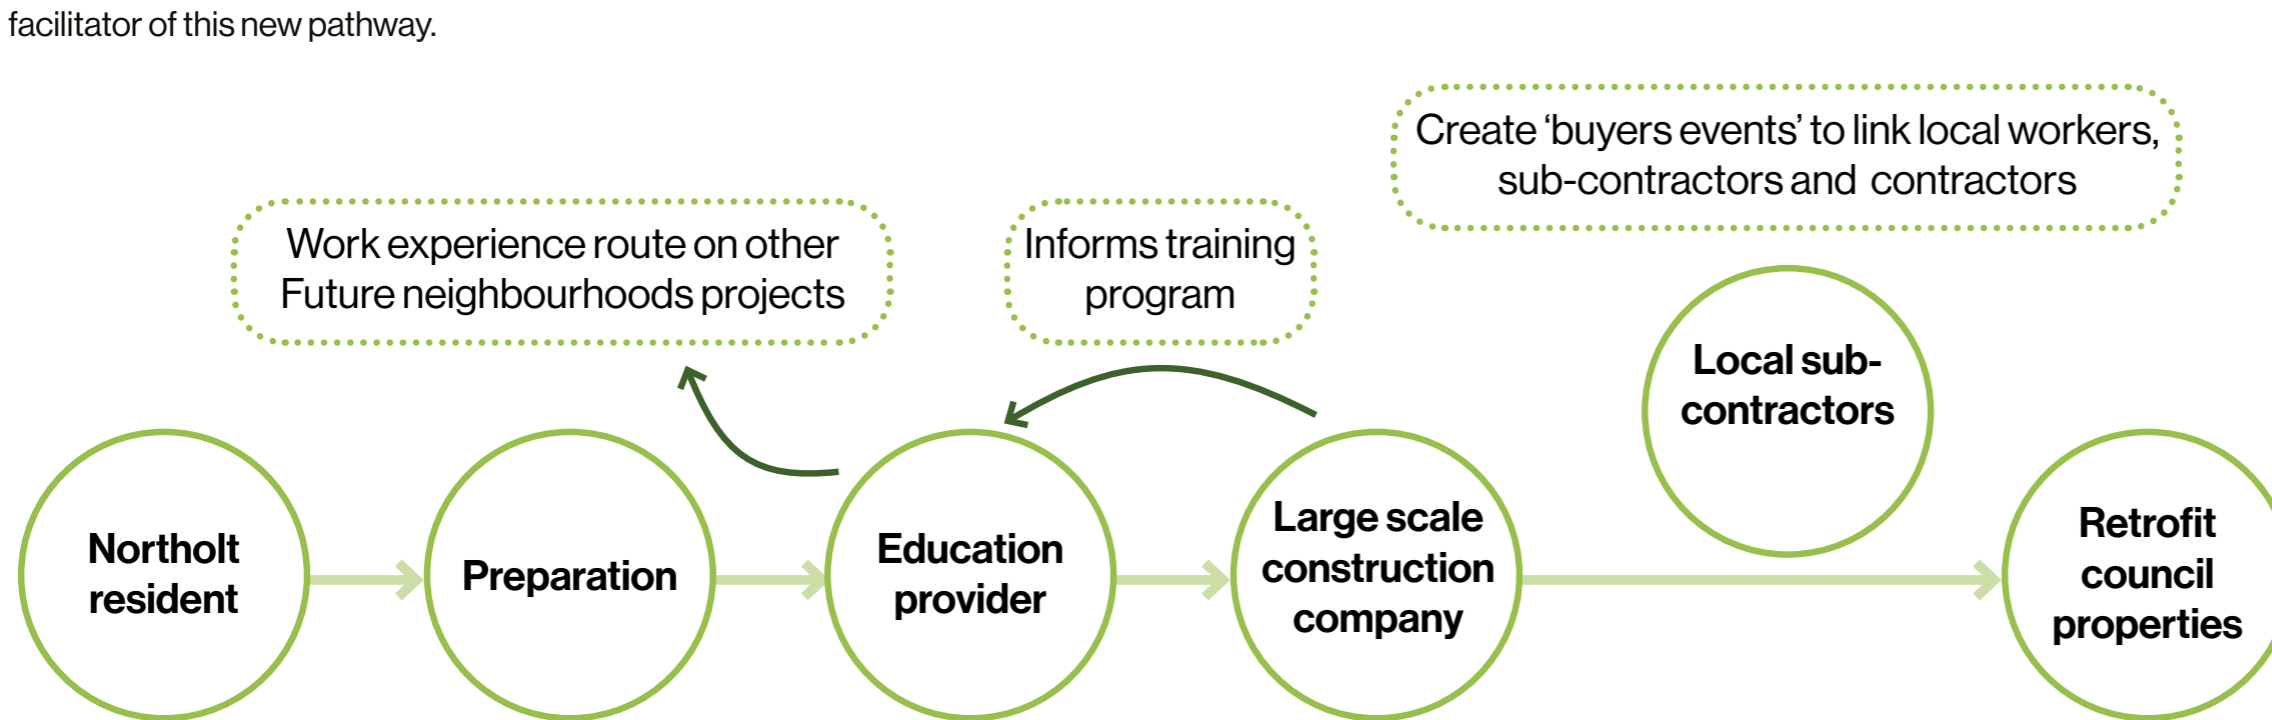 facilitator of this new pathway.
Create ‘buyers events’ to link local workers,
sub-contractors and contractors
Work experience route on other
Future neighbourhoods projects
Informs training
program
Northolt
resident
Preparation
Education
provider
Large scale
construction
company
Local sub-
contractors
Retrofit
council
properties